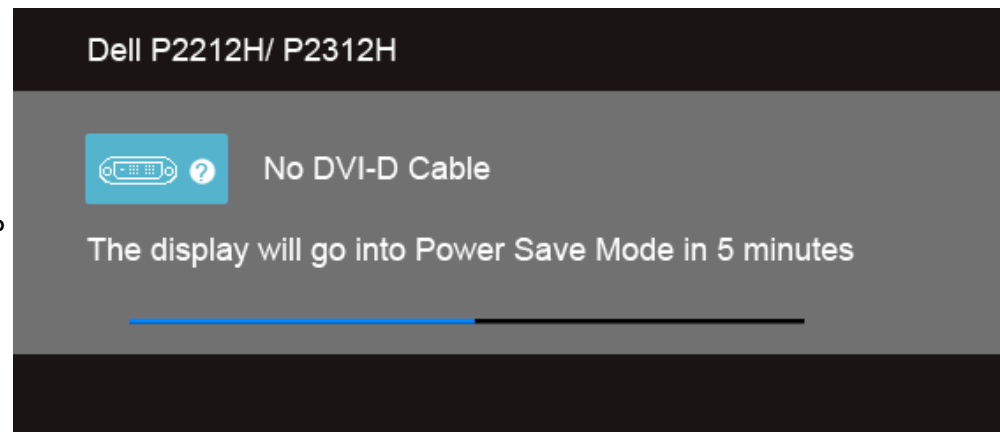 Dell P2212H/ P2312H
No DVI-D Cable
The display will go into Power Save Mode in 5 minutes